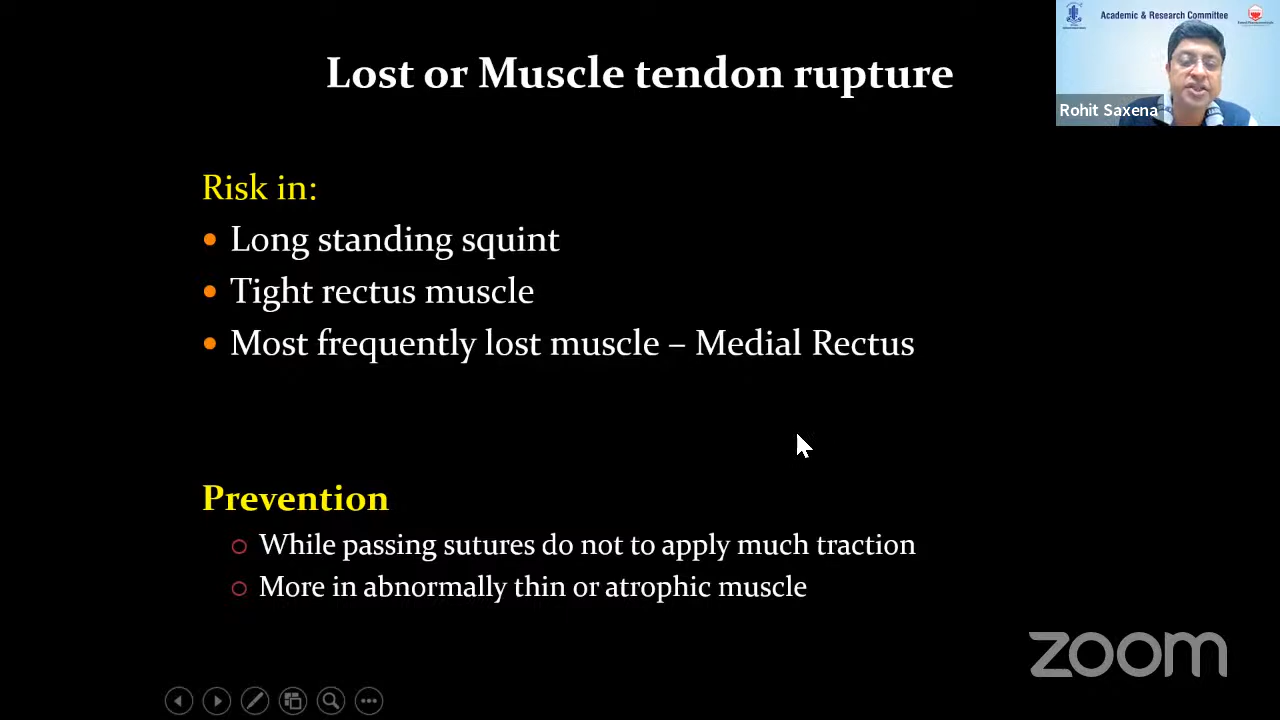 Academic & Research Committee
Rohit Saxena
Lost or Muscle tendon rupture
Risk in:
• Long standing squint
• Tight rectus muscle
• Most frequently lost muscle – Medial Rectus
Prevention
○ While passing sutures do not to apply much traction
○ More in abnormally thin or atrophic muscle
zoom